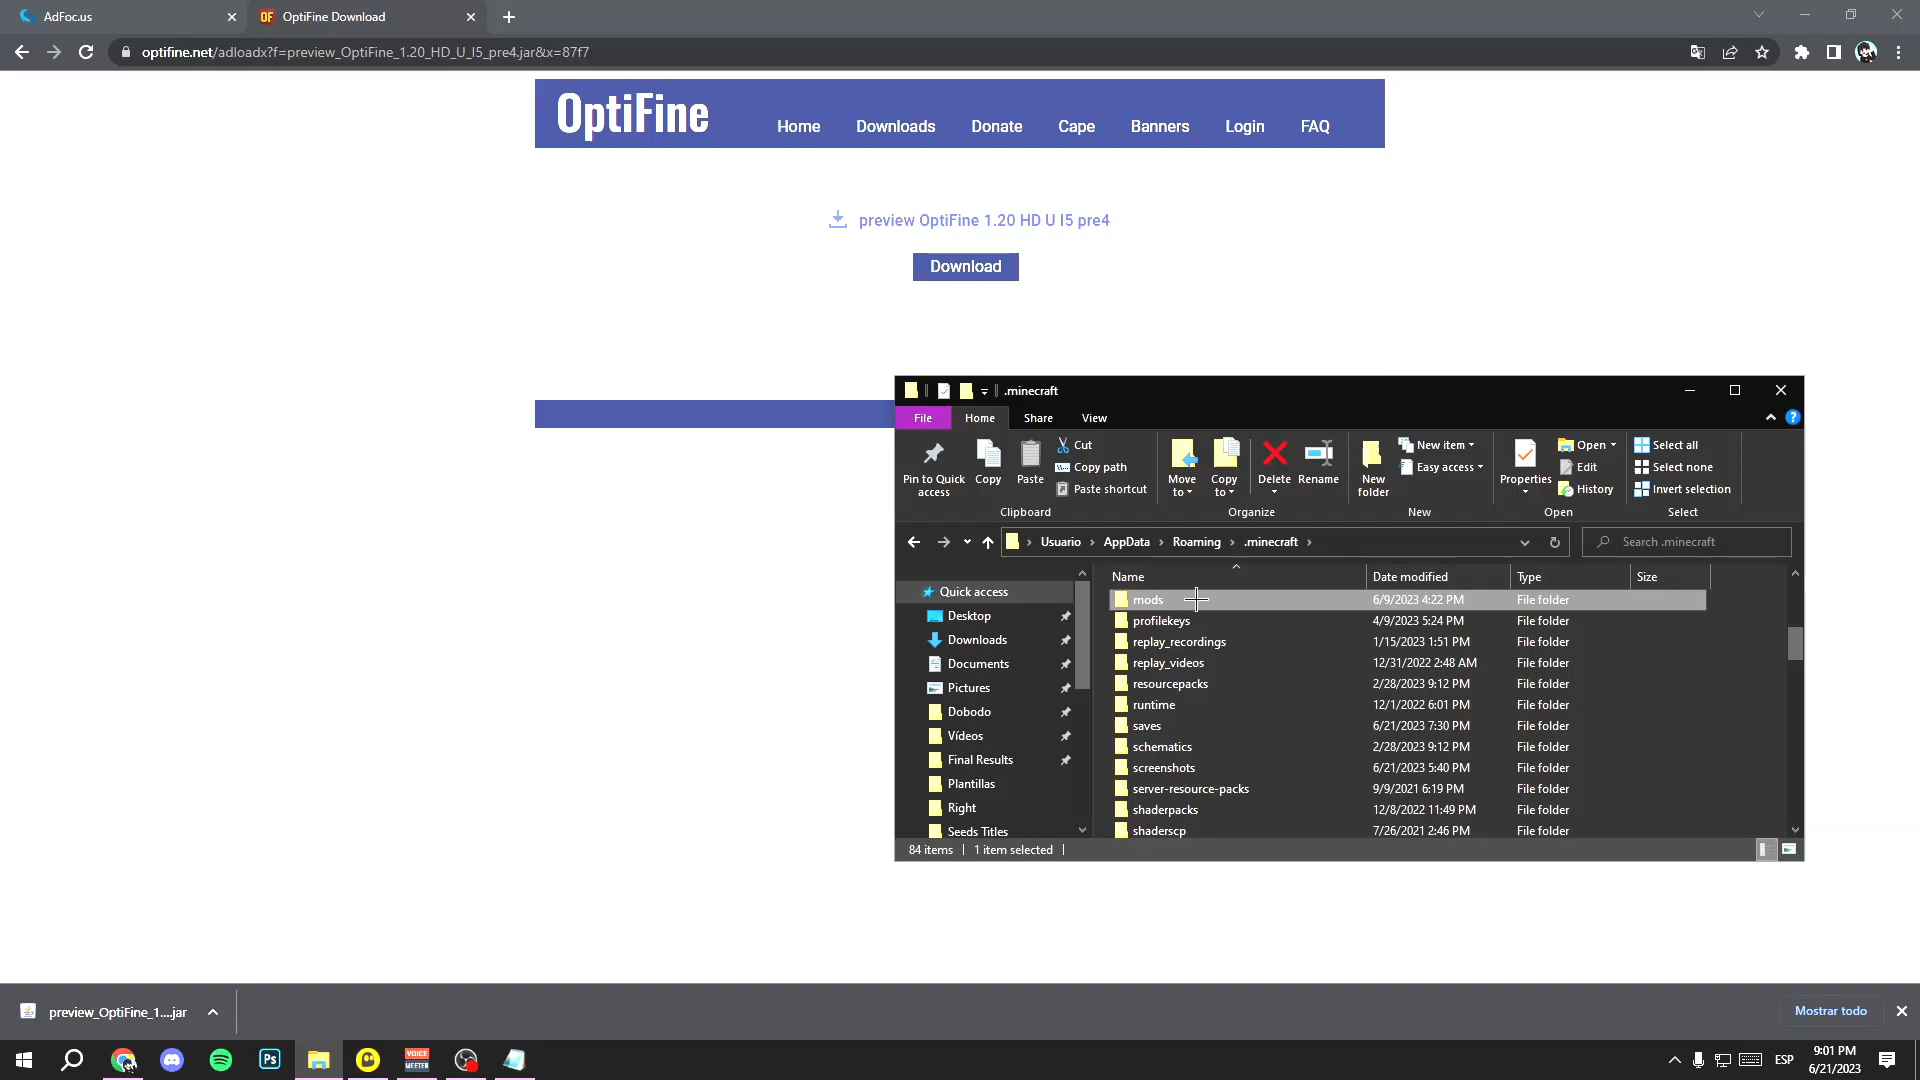 AdFoc.us
OF OptiFine Download
optifine.net/adloadx?f=preview_OptiFine_1.20_HD_U_I5_pre4.jar&x=87f7
OptiFine
Home Downloads Donate Cape Banners Login FAQ
preview OptiFine 1.20 HD U I5 pre4
Download
.minecraft
File Home Share View
Pin to Quick access
Copy
Paste
Cut
Copy path
Paste shortcut
Clipboard
Move to
Copy to
Delete
Rename
Organize
New folder
New item
Easy access
New
Properties
Open
Edit
History
Open
Select all
Select none
Invert selection
Select
Usuario > AppData > Roaming > .minecraft >
Search .minecraft
Name Date modified Type Size
Quick access
Desktop
Downloads
Documents
Pictures
Dobodo
Vídeos
Final Results
Plantillas
Right
Seeds Titles
mods 6/9/2023 4:22 PM File folder
profilekeys 4/9/2023 5:24 PM File folder
replay_recordings 1/15/2023 1:51 PM File folder
replay_videos 12/31/2022 2:48 AM File folder
resourcepacks 2/28/2023 9:12 PM File folder
runtime 12/1/2022 6:01 PM File folder
saves 6/21/2023 7:30 PM File folder
schematics 2/28/2023 9:12 PM File folder
screenshots 6/21/2023 5:40 PM File folder
server-resource-packs 9/9/2021 6:19 PM File folder
shaderpacks 12/8/2022 11:49 PM File folder
shaderscp 7/26/2021 2:46 PM File folder
84 items 1 item selected
preview_OptiFine_1....jar
Mostrar todo
Ps
VOICE
MEETER
ESP
9:01 PM
6/21/2023